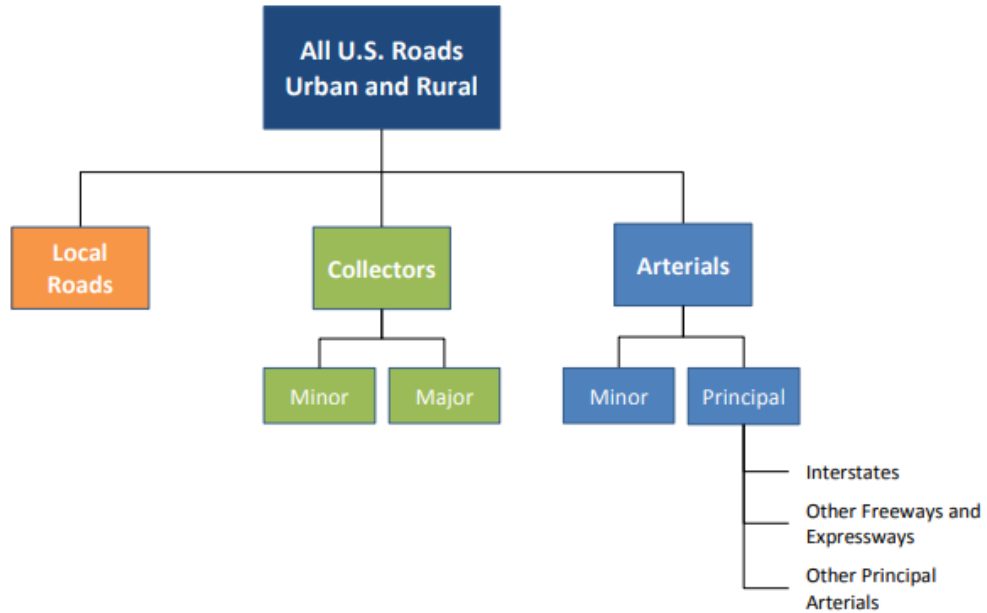 All U.S. Roads
Urban and Rural
Local
Roads
Collectors
Arterials
Minor
Major
Minor
Principal
Interstates
Other Freeways and
Expressways
Other Principal
Arterials